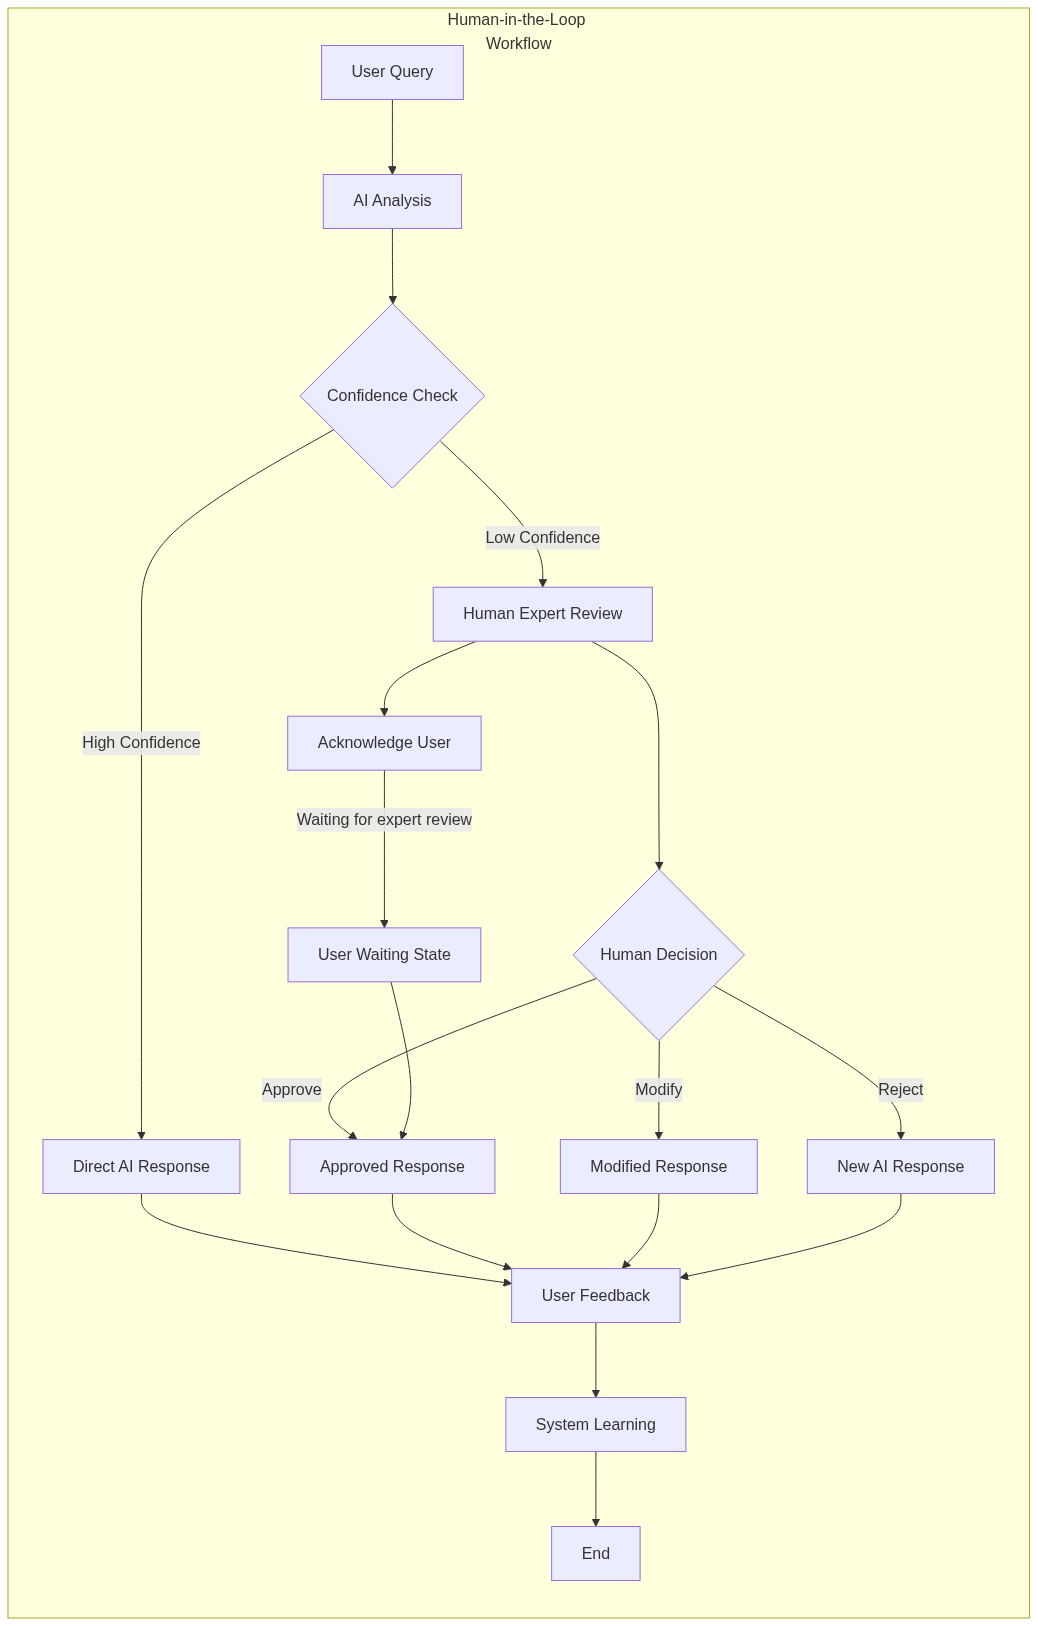 Human-in-the-Loop
Workflow
User Query
AI Analysis
Confidence Check
Low Confidence
Human Expert Review
High Confidence
Acknowledge User
Waiting for expert review
User Waiting State
Human Decision
Approve
Modify
Reject
Direct AI Response
Approved Response
Modified Response
New AI Response
User Feedback
System Learning
End